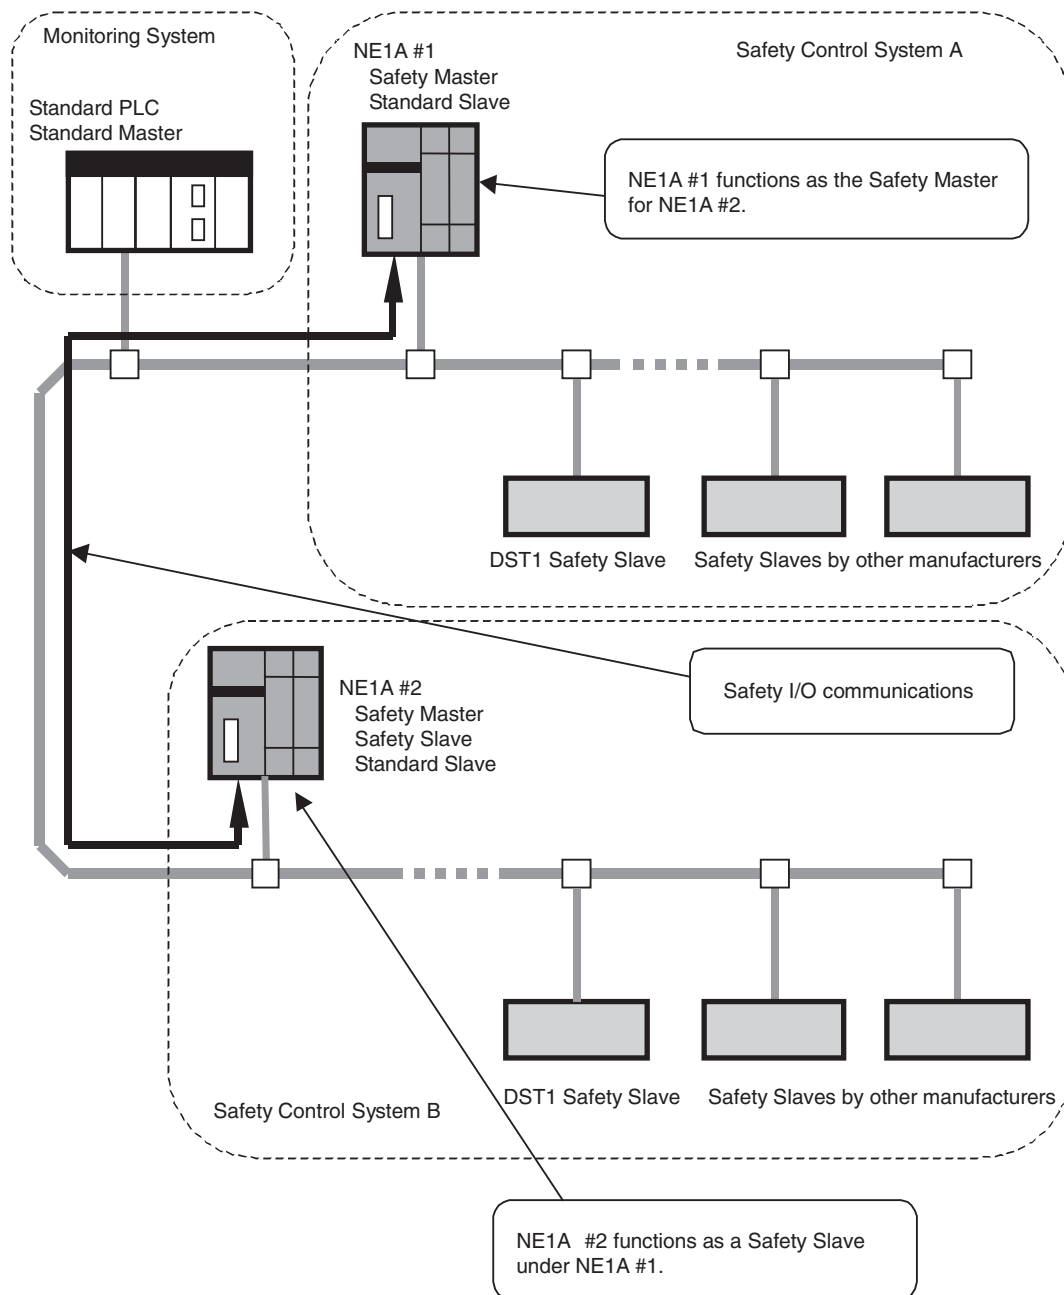 Monitoring System
Standard PLC
Standard Master
NE1A #1
Safety Master
Standard Slave
Safety Control System A
NE1A #1 functions as the Safety Master
for NE1A #2.
DST1 Safety Slave
Safety Slaves by other manufacturers
Safety I/O communications
NE1A #2
Safety Master
Safety Slave
Standard Slave
DST1 Safety Slave
Safety Slaves by other manufacturers
Safety Control System B
NE1A #2 functions as a Safety Slave
under NE1A #1.